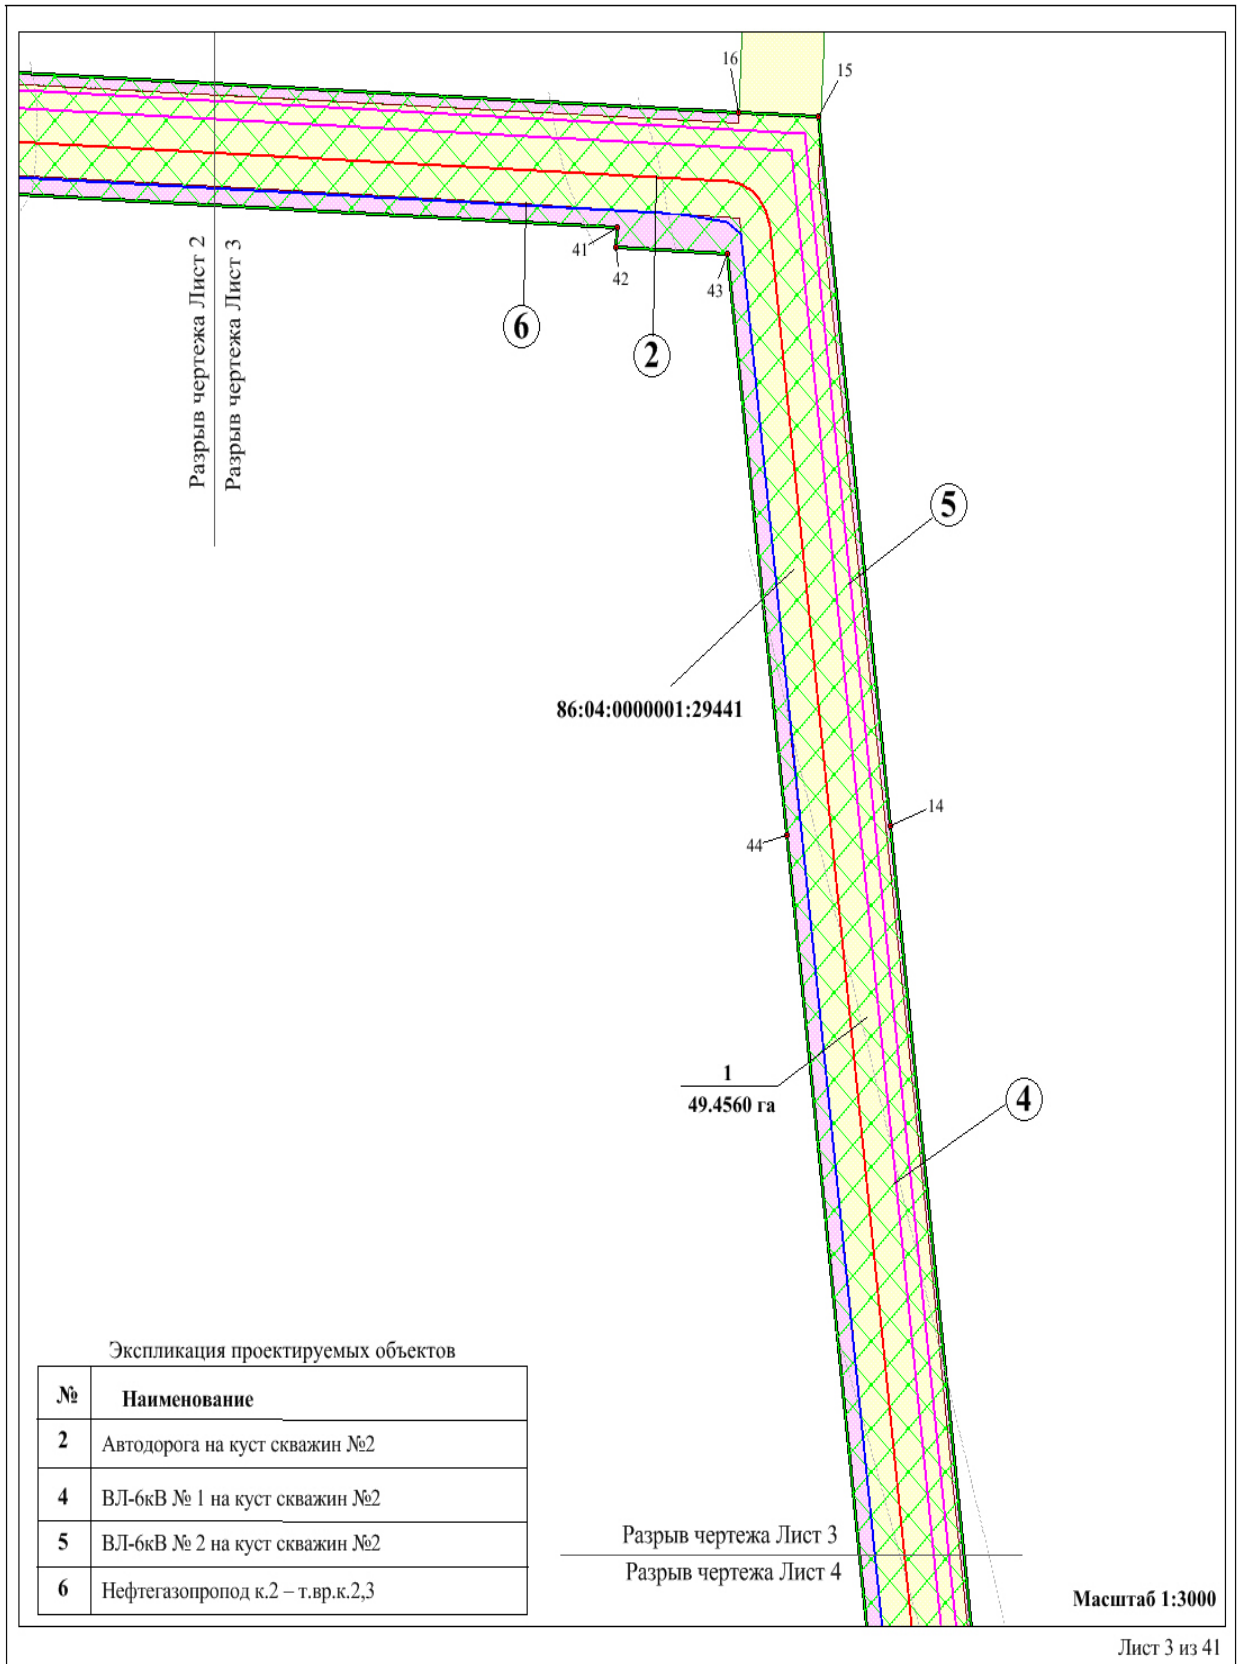 16
15
41
42
43
6
2
Разрыв чертежа Лист 2
Разрыв чертежа Лист 3
5
86:04:0000001:29441
14
44
1
49.4560 га
4
Экспликация проектируемых объектов
№ Наименование
2 Автодорога на куст скважин №2
4 ВЛ-6кВ № 1 на куст скважин №2
5 ВЛ-6кВ № 2 на куст скважин №2
6 Нефтегазопропод к.2 – т.вр.к.2,3
Разрыв чертежа Лист 3
Разрыв чертежа Лист 4
Масштаб 1:3000
Лист 3 из 41